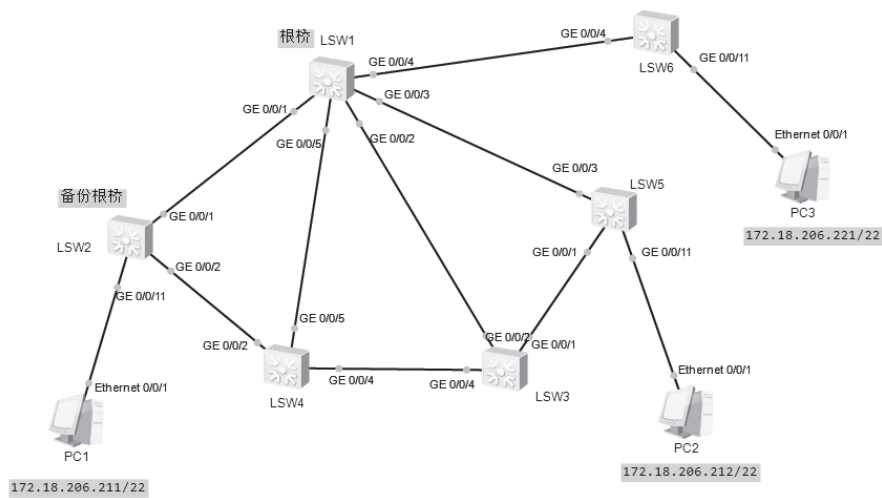 根桥
LSW1
GE 0/0/4
GE 0/0/4
LSW6
GE 0/0/11
GE 0/0/3
GE 0/0/1
GE 0/0/5
GE 0/0/2
Ethernet 0/0/1
PC3
172.18.206.221/22
GE 0/0/3
LSW5
备份根桥
GE 0/0/1
LSW2
GE 0/0/2
GE 0/0/11
GE 0/0/1
GE 0/0/11
GE 0/0/5
GE 0/0/2
GE 0/0/2
GE 0/0/1
LSW4
GE 0/0/4
GE 0/0/4
LSW3
Ethernet 0/0/1
PC1
172.18.206.211/22
Ethernet 0/0/1
PC2
172.18.206.212/22